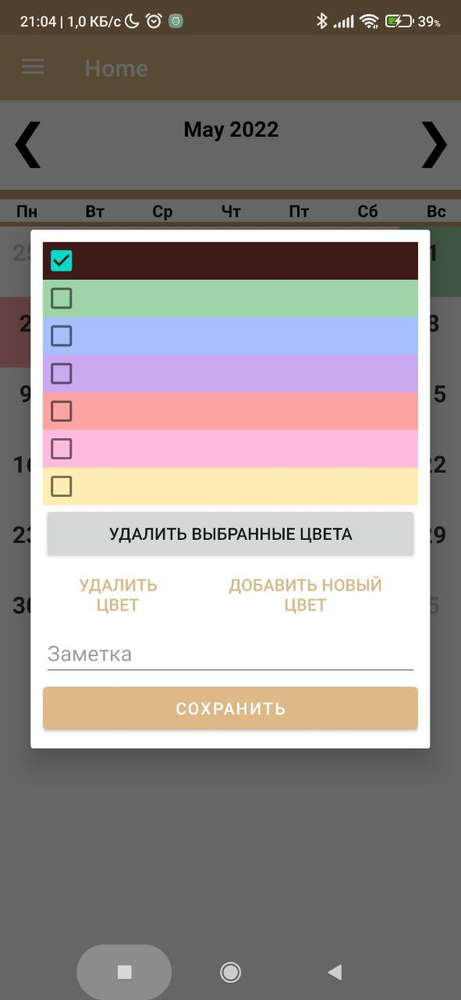 21:04 | 1,0 КБ/с 39%
Home
May 2022
Пн Вт Ср Чт Пт Сб Вс
25 1
2 8
9 15
16 22
23 29
30 5
УДАЛИТЬ ВЫБРАННЫЕ ЦВЕТА
УДАЛИТЬ
ЦВЕТ
ДОБАВИТЬ НОВЫЙ
ЦВЕТ
Заметка
СОХРАНИТЬ